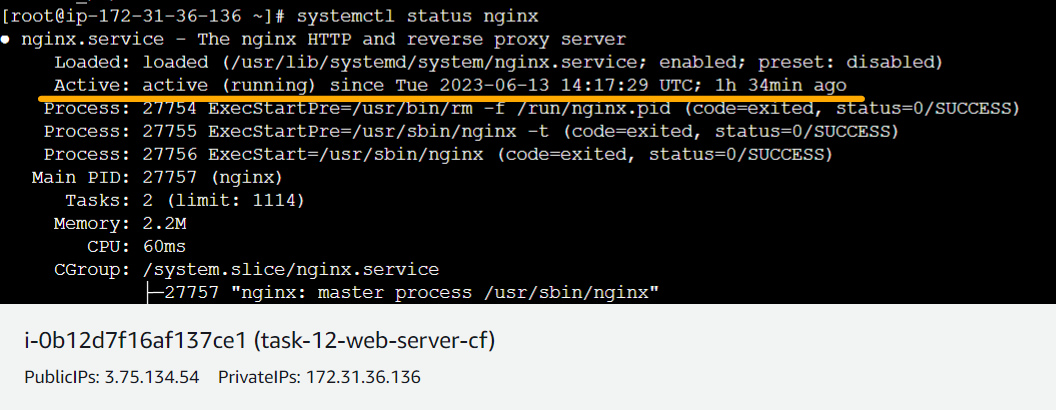 [root@ip-172-31-36-136 ~]# systemctl status nginx
● nginx.service - The nginx HTTP and reverse proxy server
Loaded: loaded (/usr/lib/systemd/system/nginx.service; enabled; preset: disabled)
Active: active (running) since Tue 2023-06-13 14:17:29 UTC; 1h 34min ago
Process: 27754 ExecStartPre=/usr/bin/rm -f /run/nginx.pid (code=exited, status=0/SUCCESS)
Process: 27755 ExecStartPre=/usr/sbin/nginx -t (code=exited, status=0/SUCCESS)
Process: 27756 ExecStart=/usr/sbin/nginx (code=exited, status=0/SUCCESS)
Main PID: 27757 (nginx)
Tasks: 2 (limit: 1114)
Memory: 2.2M
CPU: 60ms
CGroup: /system.slice/nginx.service
├─27757 "nginx: master process /usr/sbin/nginx"
i-0b12d7f16af137ce1 (task-12-web-server-cf)
PublicIPs: 3.75.134.54 PrivateIPs: 172.31.36.136